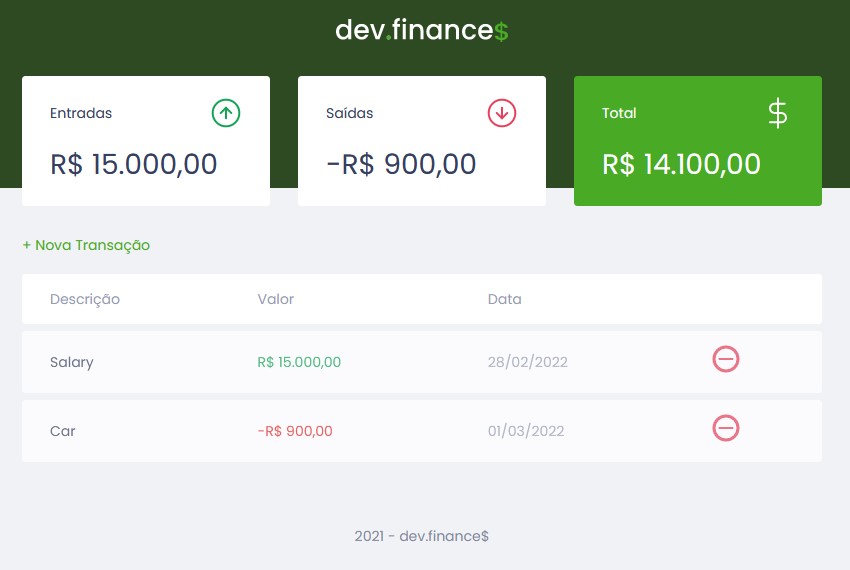 dev.finance$
Entradas
R$ 15.000,00
Saídas
-R$ 900,00
Total
$
R$ 14.100,00
+ Nova Transação
Descrição Valor Data
Salary R$ 15.000,00 28/02/2022
Car -R$ 900,00 01/03/2022
2021 - dev.finance$